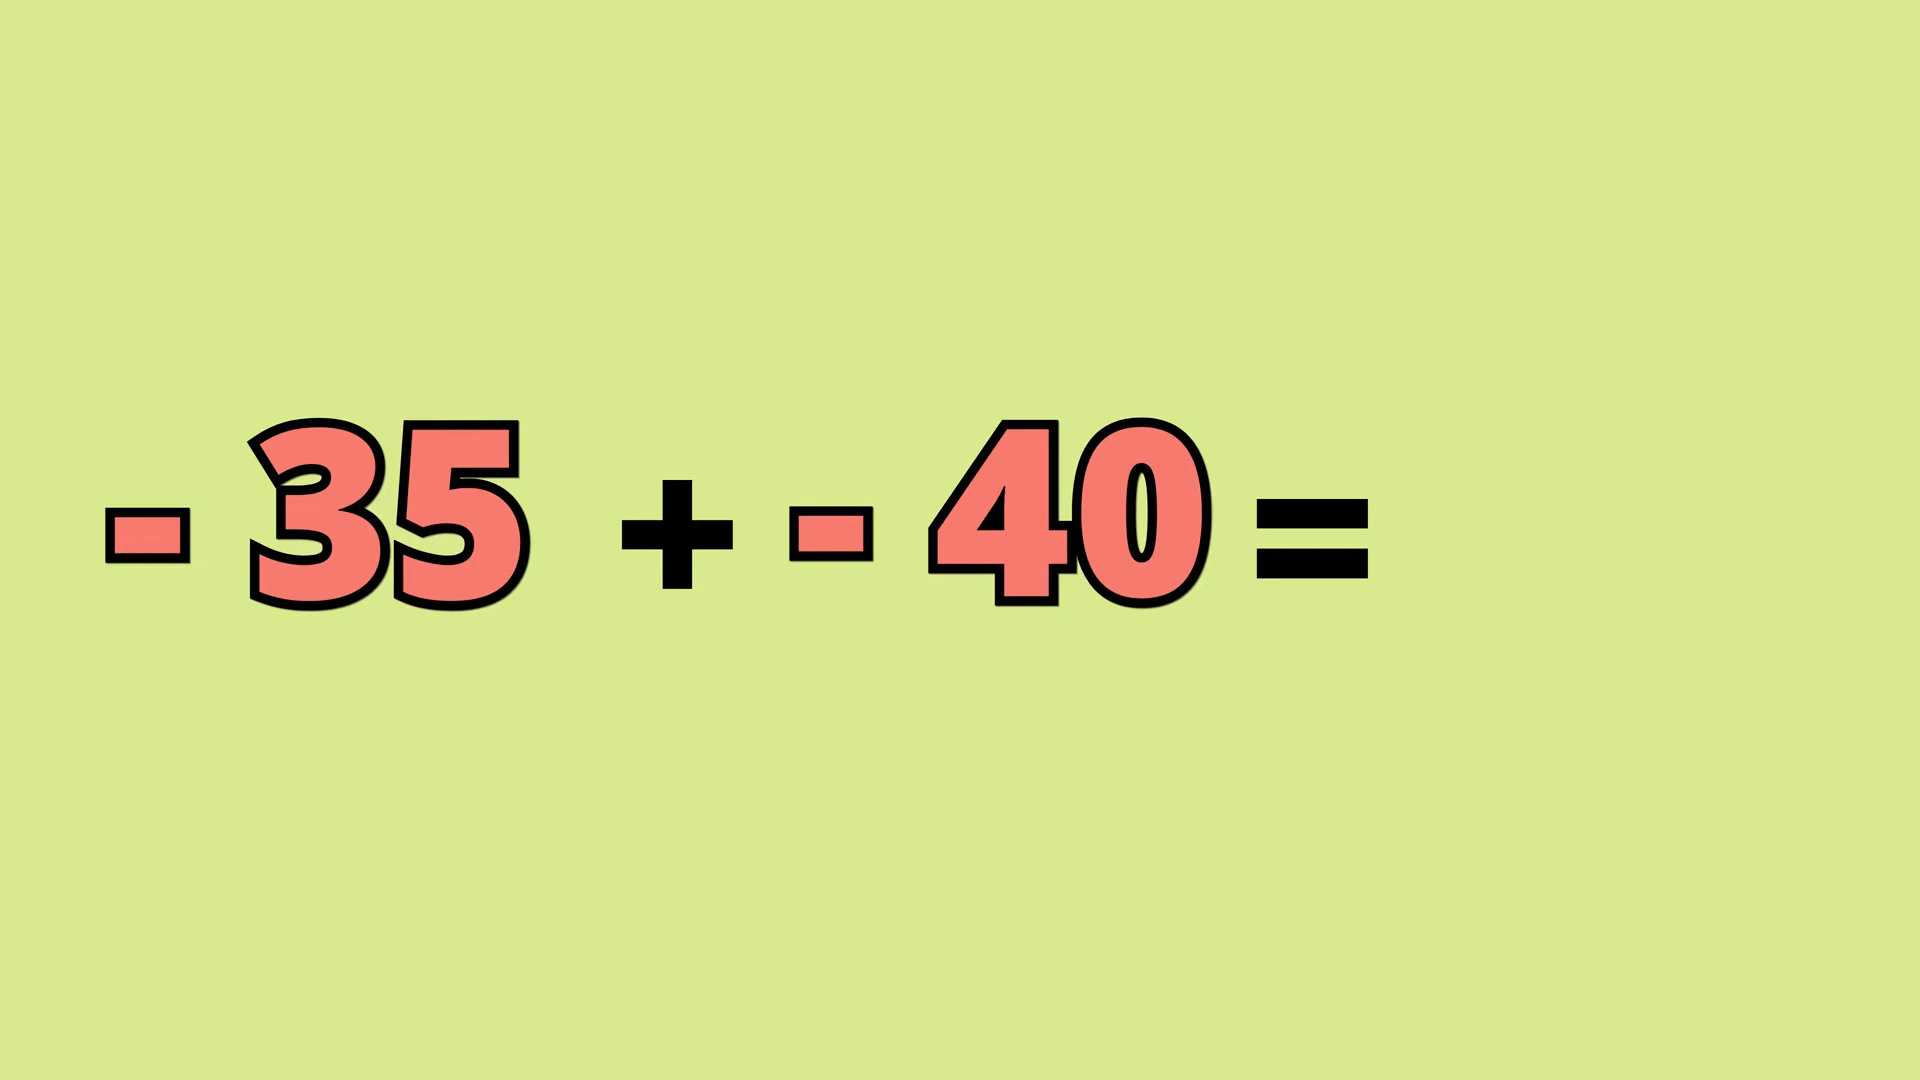 - 35 + - 40 =